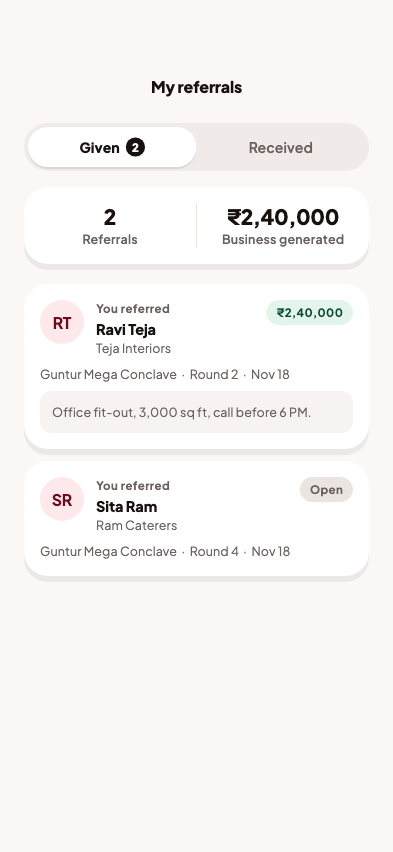 My referrals
Given 2
Received
2
Referrals
₹2,40,000
Business generated
RT
You referred
Ravi Teja
Teja Interiors
₹2,40,000
Guntur Mega Conclave · Round 2 · Nov 18
Office fit-out, 3,000 sq ft, call before 6 PM.
SR
You referred
Sita Ram
Ram Caterers
Open
Guntur Mega Conclave · Round 4 · Nov 18